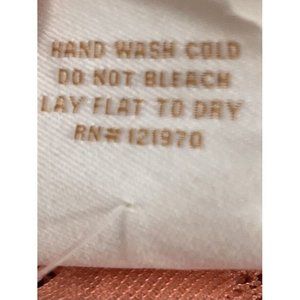 HAND WASH COLD
DO NOT BLEACH
LAY FLAT TO DRY
RN#121970